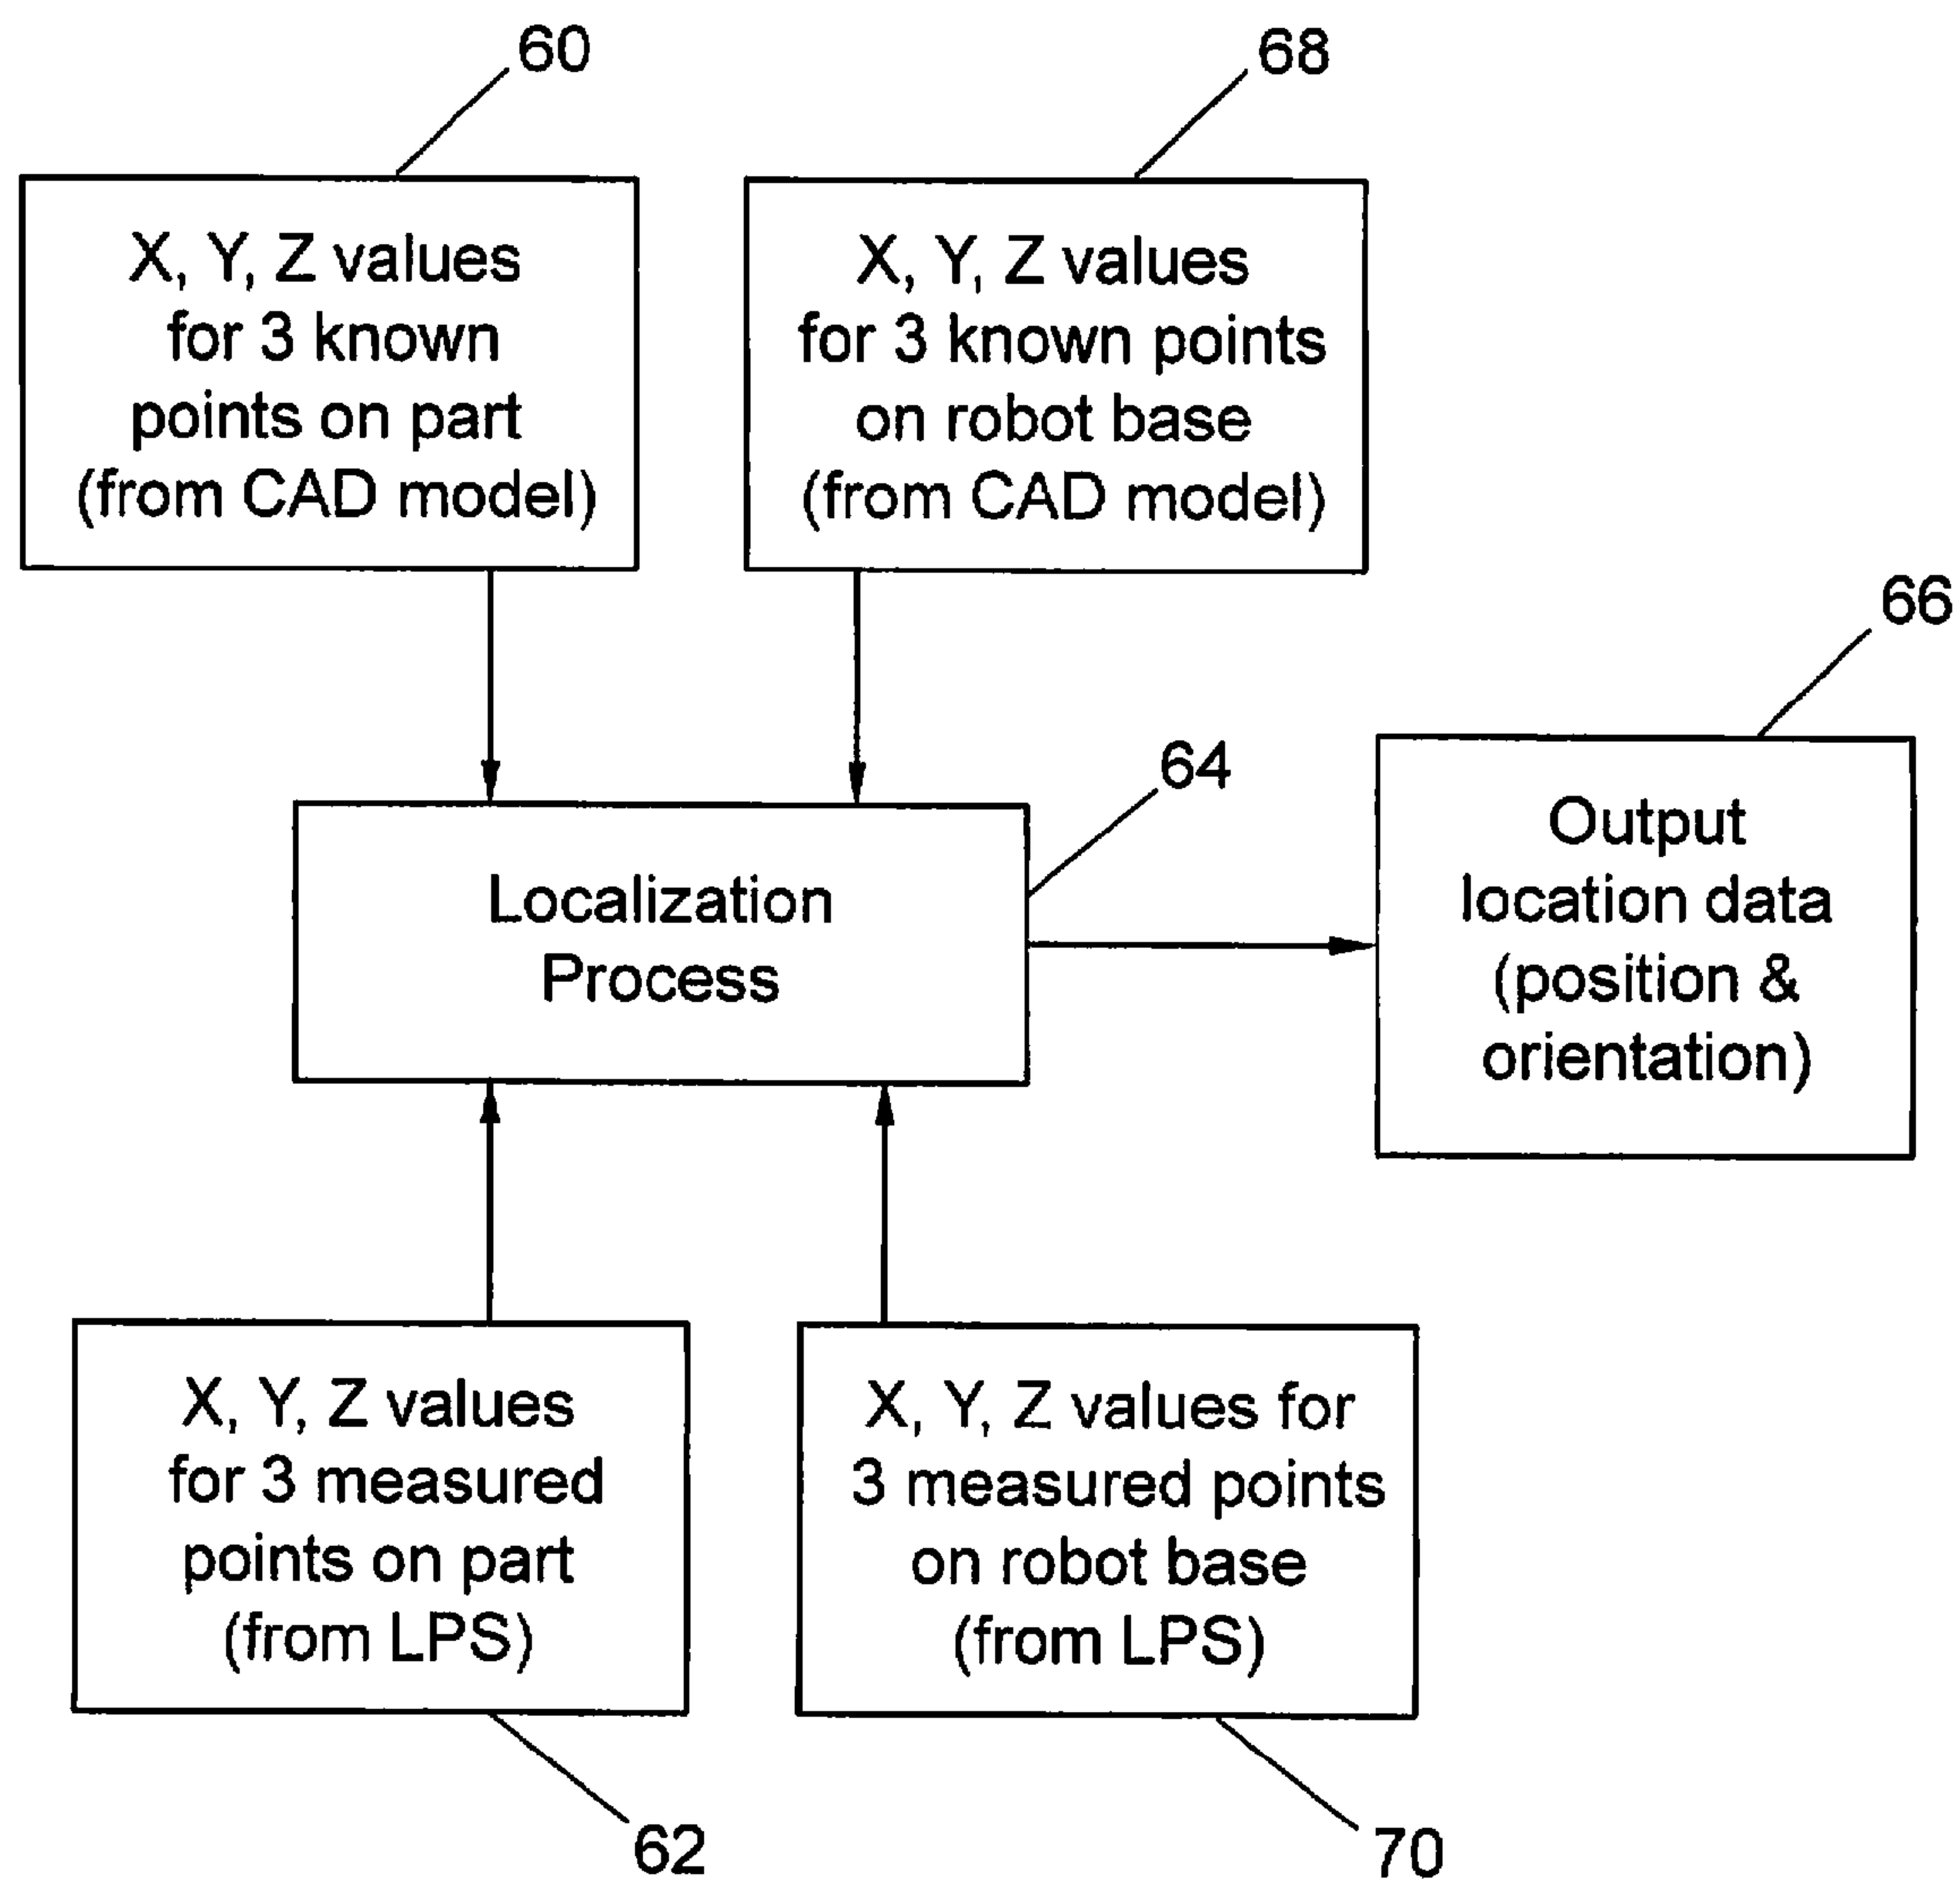 60
68
X, Y, Z values
for 3 known
points on part
(from CAD model)
X, Y, Z values
for 3 known points
on robot base
(from CAD model)
66
64
Localization
Process
Output
location data
(position &
orientation)
X, Y, Z values
for 3 measured
points on part
(from LPS)
X, Y, Z values for
3 measured points
on robot base
(from LPS)
62
70